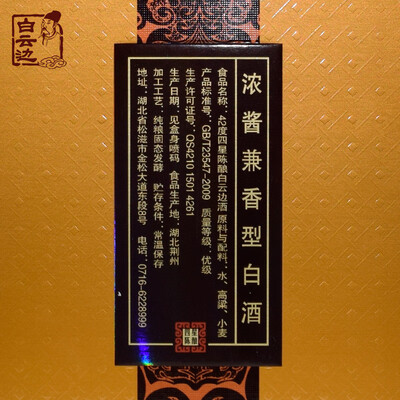 白云边
浓酱兼香型白酒
食品名称：42度四星陈酿白云边酒 原料与配料：水、高粱、小麦
产品标准号：GB/T23547-2009 质量等级：优级
生产许可证号：QS4210 1501 4261
生产日期：见盒身喷码 食品生产地：湖北荆州
加工工艺：纯粮固态发酵 贮存条件：常温保存
地址：湖北省松滋市金松大道东段8号 电话：0716-6228999